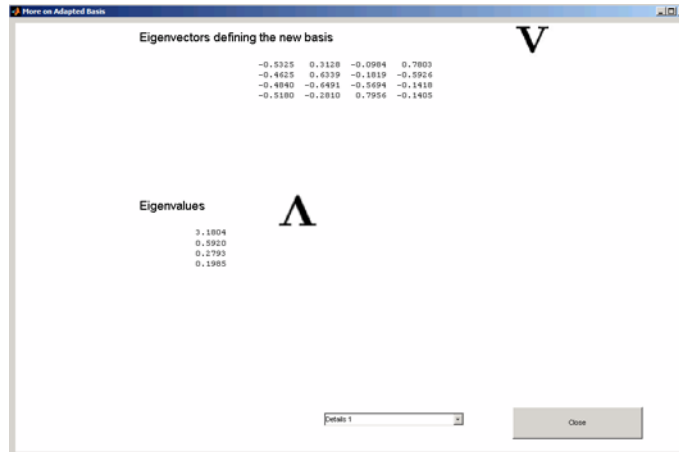 More on Adapted Basis
Eigenvectors defining the new basis
V
-0.5325 0.3128 -0.0984 0.7803
-0.4625 0.6339 -0.1819 -0.5926
-0.4840 -0.6491 -0.5694 -0.1418
-0.5180 -0.2810 0.7956 -0.1405
Eigenvalues
Λ
3.1804
0.5920
0.2793
0.1985
Details 1
Close